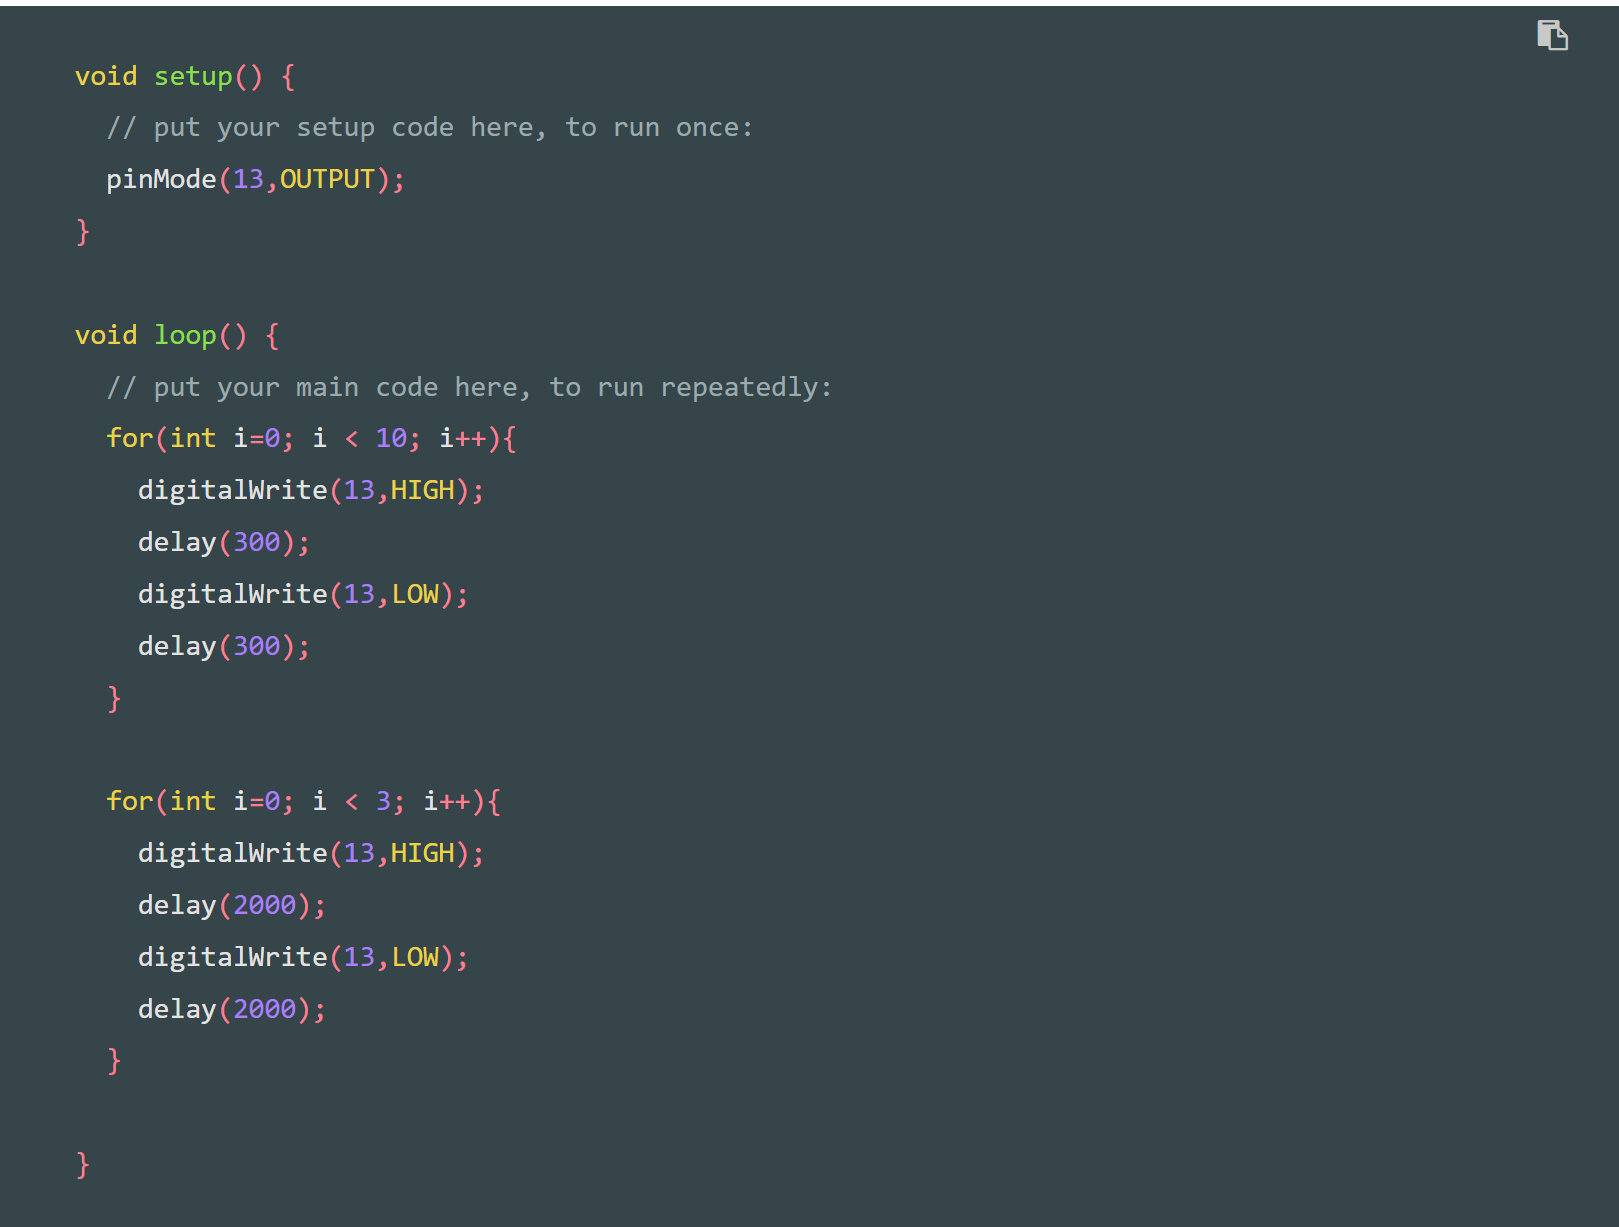 void setup() {
  // put your setup code here, to run once:
  pinMode(13,OUTPUT);
}

void loop() {
  // put your main code here, to run repeatedly:
  for(int i=0; i < 10; i++){
    digitalWrite(13,HIGH);
    delay(300);
    digitalWrite(13,LOW);
    delay(300);
  }

  for(int i=0; i < 3; i++){
    digitalWrite(13,HIGH);
    delay(2000);
    digitalWrite(13,LOW);
    delay(2000);
  }

}